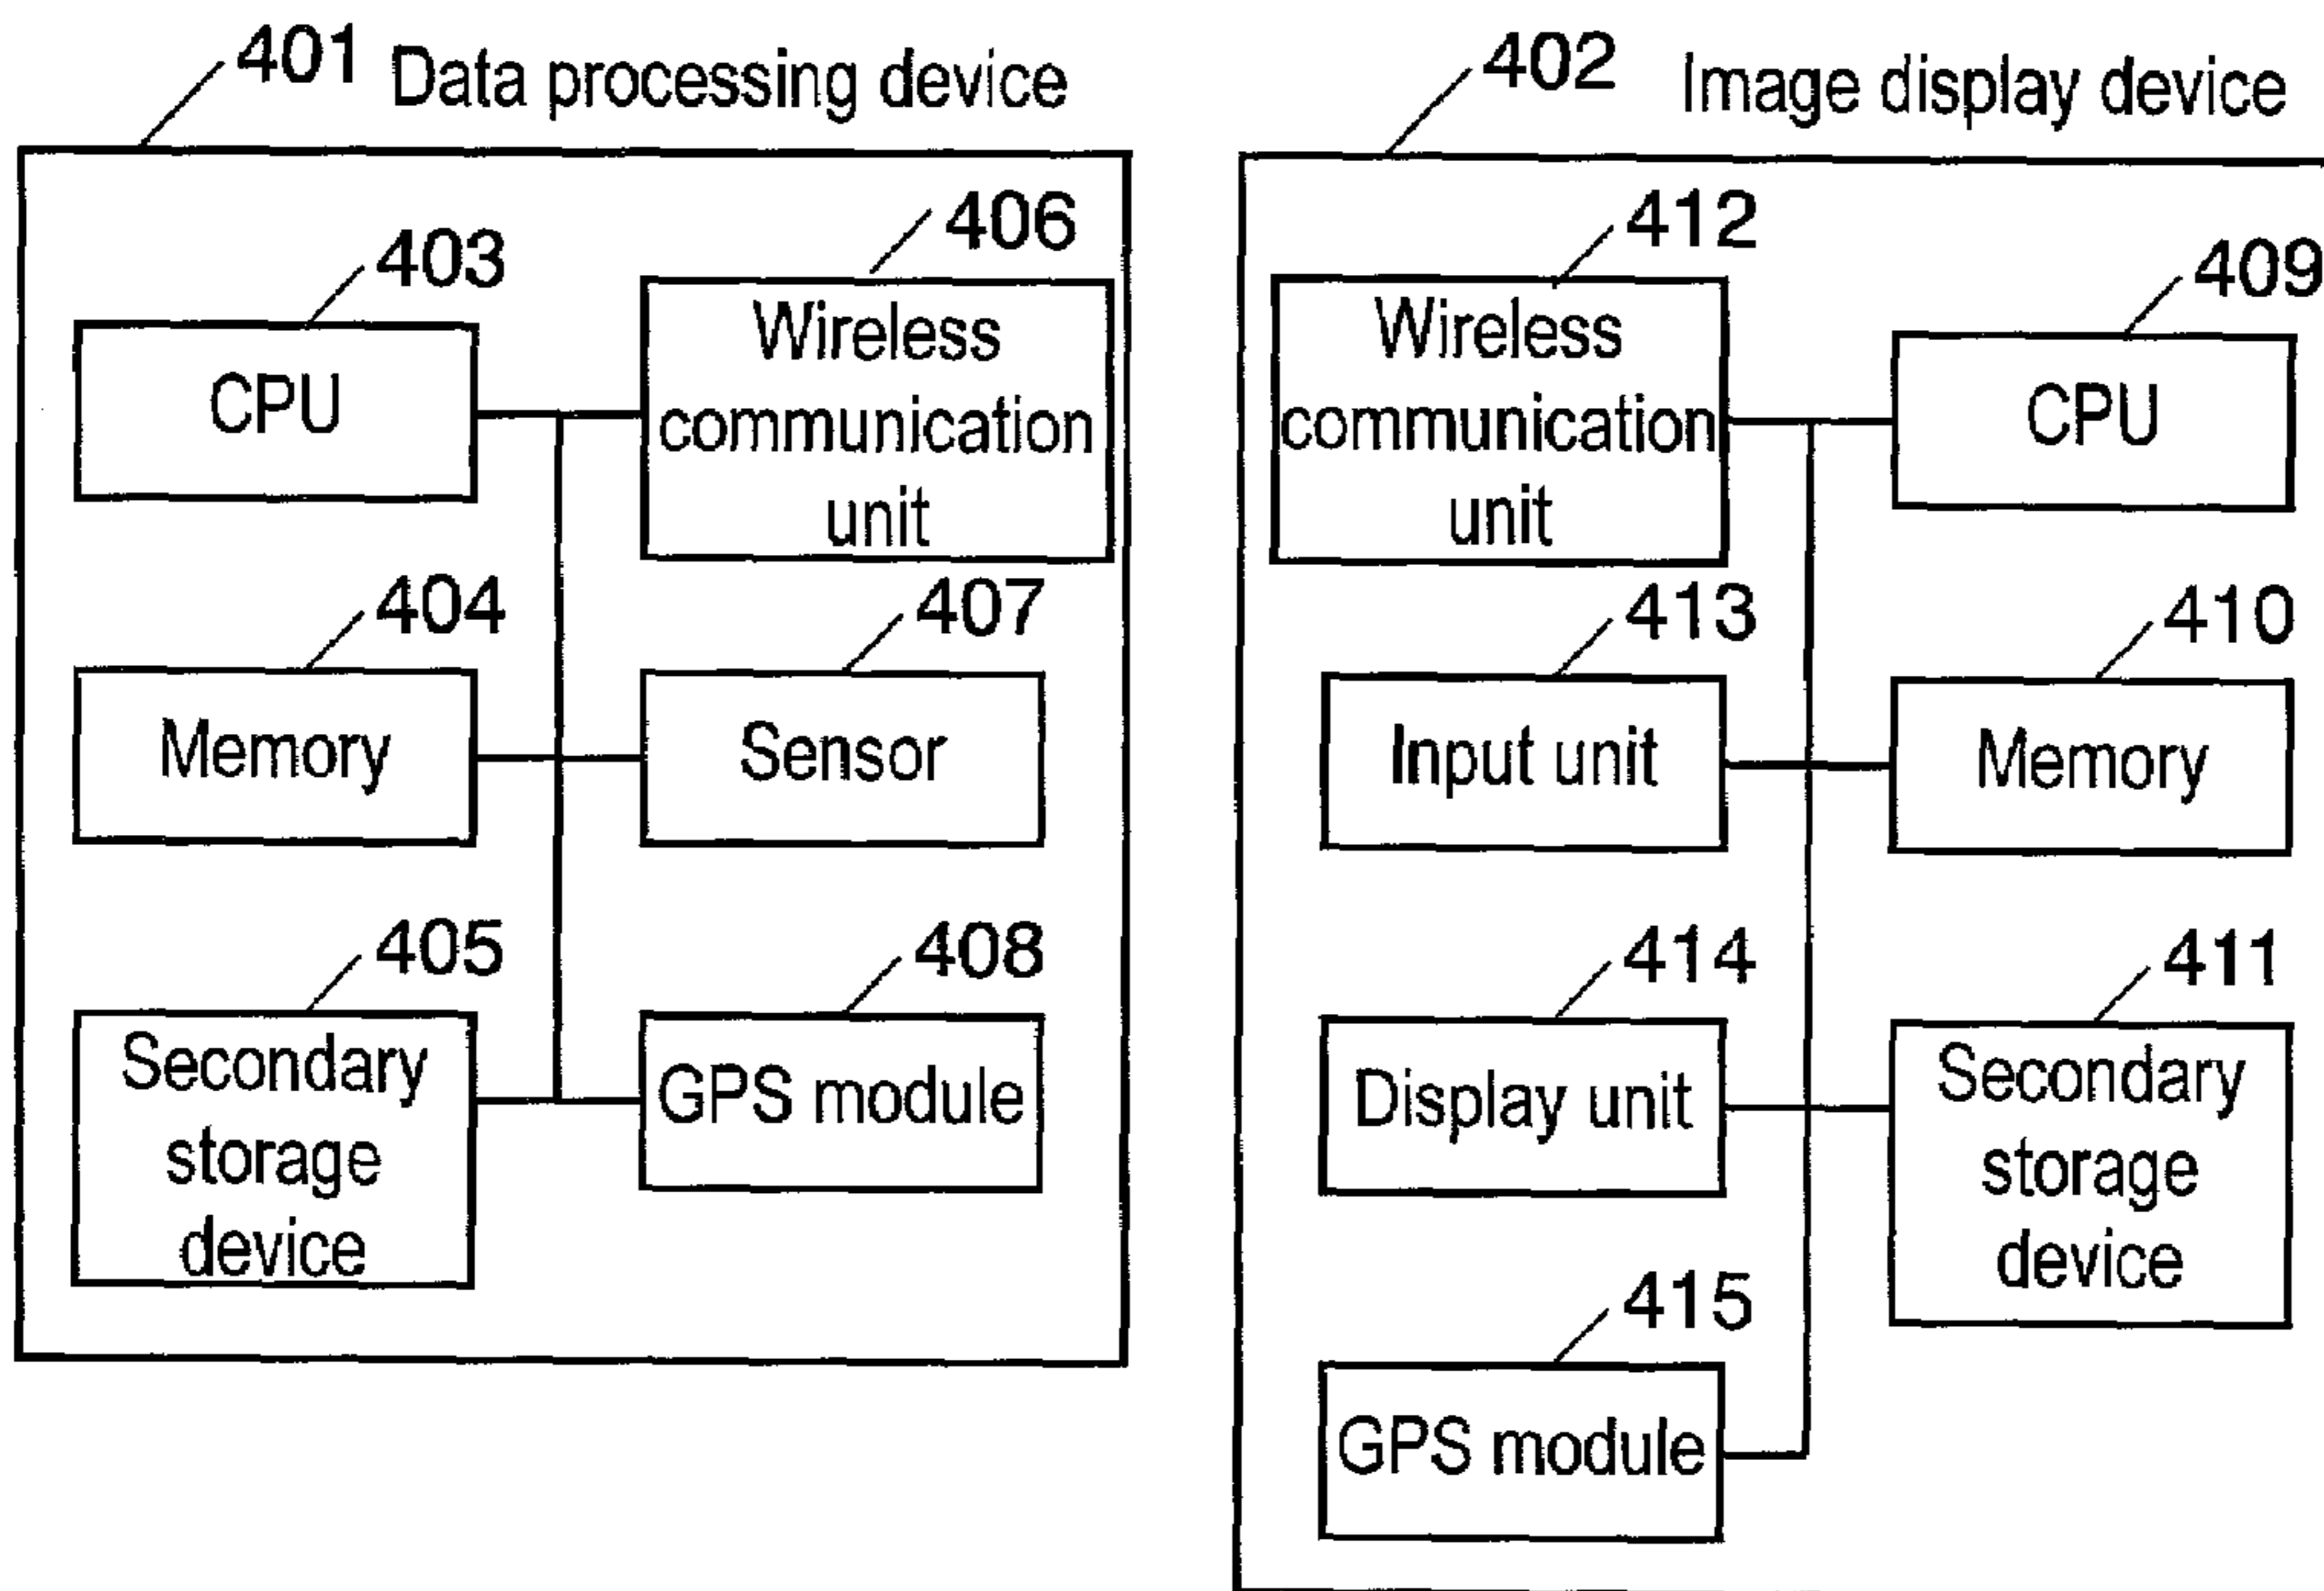 401 Data processing device
403
CPU
406
Wireless
communication
unit
404
Memory
407
Sensor
405
Secondary
storage
device
408
GPS module
402 Image display device
412
Wireless
communication
unit
409
CPU
413
Input unit
410
Memory
414
Display unit
411
Secondary
storage
device
415
GPS module